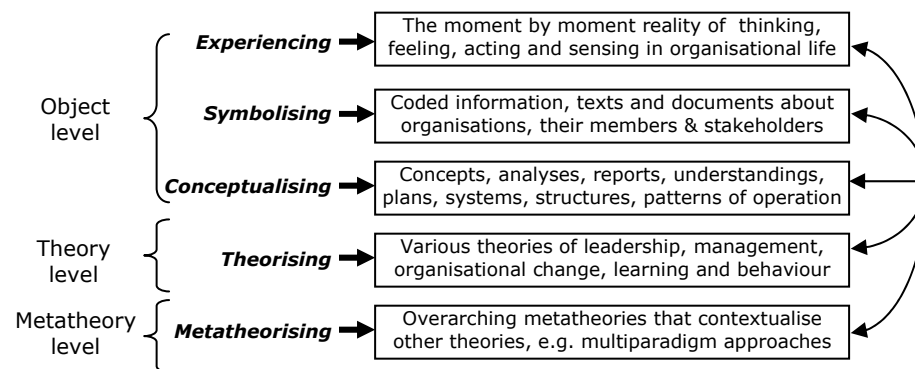 Experiencing
The moment by moment reality of thinking,
feeling, acting and sensing in organisational life
Object
level
Symbolising
Coded information, texts and documents about
organisations, their members & stakeholders
Conceptualising
Concepts, analyses, reports, understandings,
plans, systems, structures, patterns of operation
Theory
level
Theorising
Various theories of leadership, management,
organisational change, learning and behaviour
Metatheory
level
Metatheorising
Overarching metatheories that contextualise
other theories, e.g. multiparadigm approaches